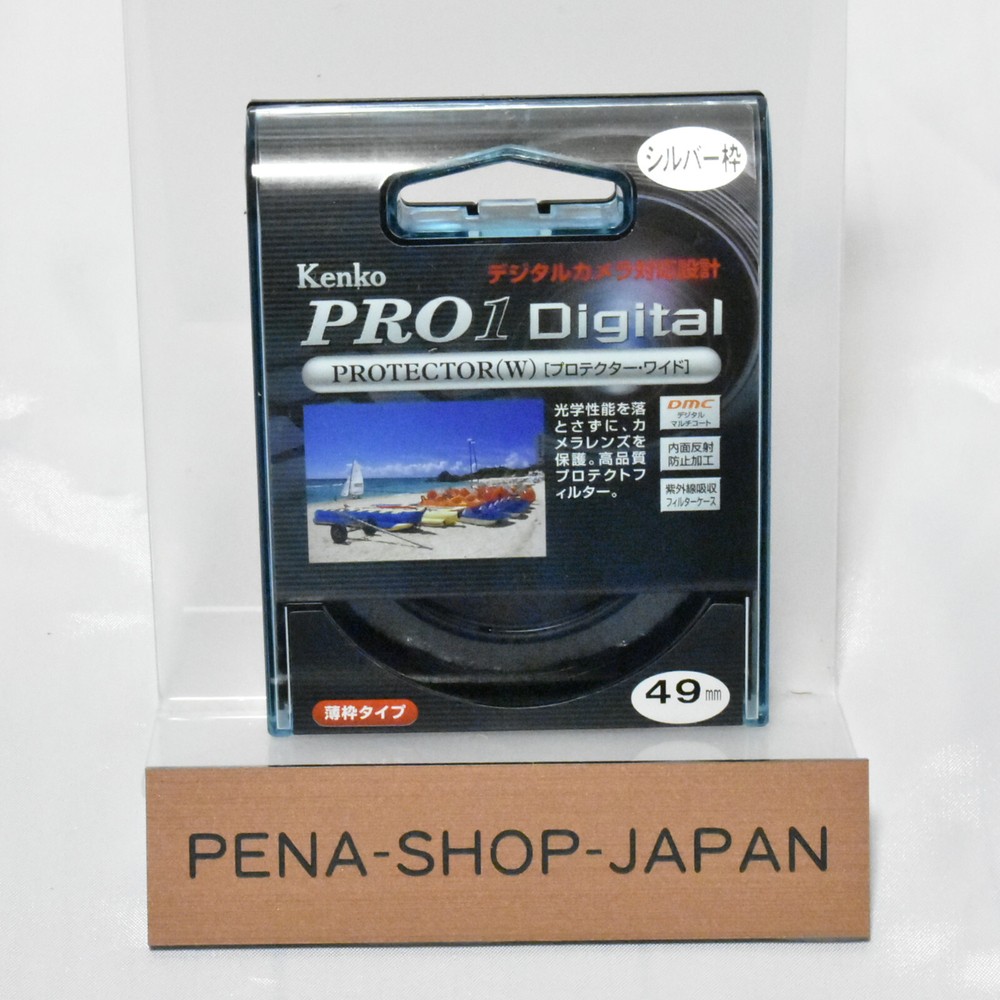 シルバー枠
Kenko
デジタルカメラ対応設計
PRO1 Digital
PROTECTOR(W) [プロテクター・ワイド]
光学性能を落
とさずに、カ
メラレンズを
保護。高品質
プロテクトフ
ィルター。
DMC
デジタル
マルチコート
内面反射
防止加工
紫外線吸収
フィルターケース
薄枠タイプ
49mm
PENA-SHOP-JAPAN